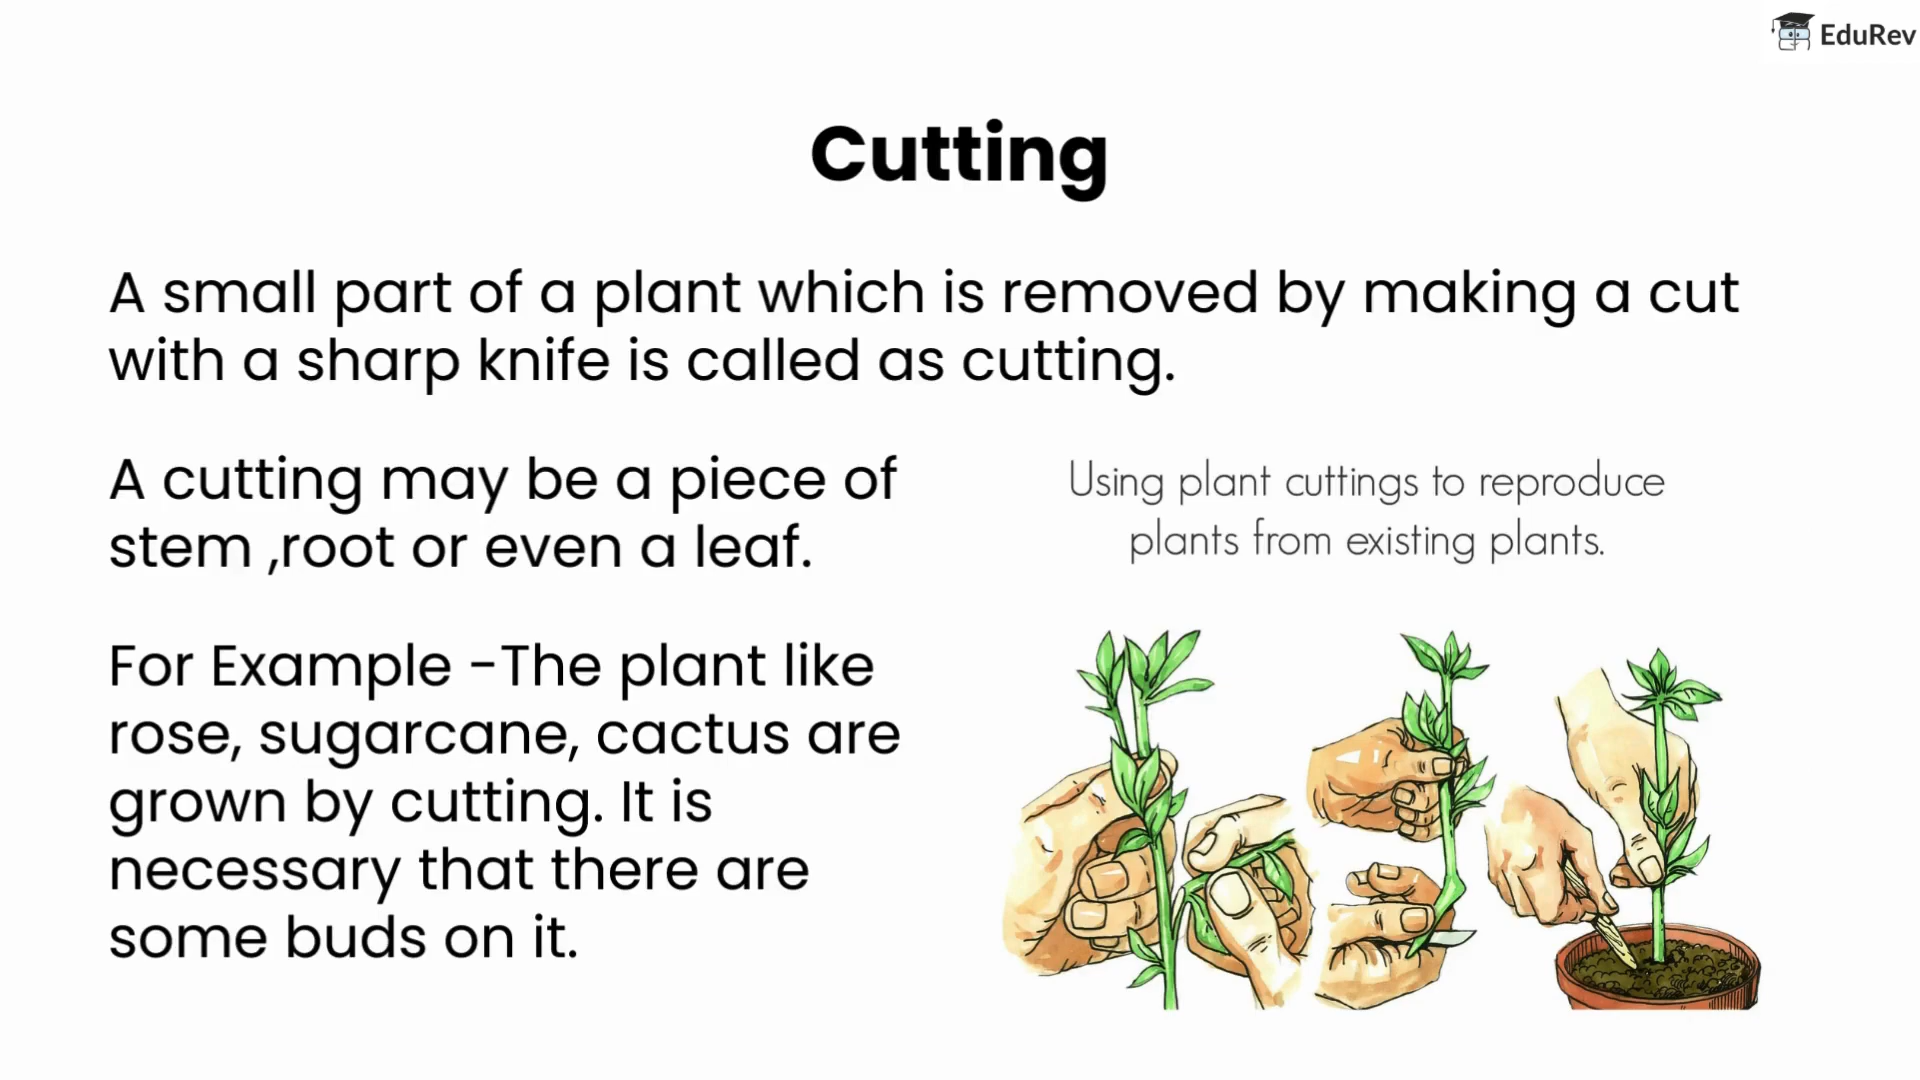 EduRev
Cutting
A small part of a plant which is removed by making a cut
with a sharp knife is called as cutting.
A cutting may be a piece of
stem ,root or even a leaf.
Using plant cuttings to reproduce
plants from existing plants.
For Example -The plant like
rose, sugarcane, cactus are
grown by cutting. It is
necessary that there are
some buds on it.